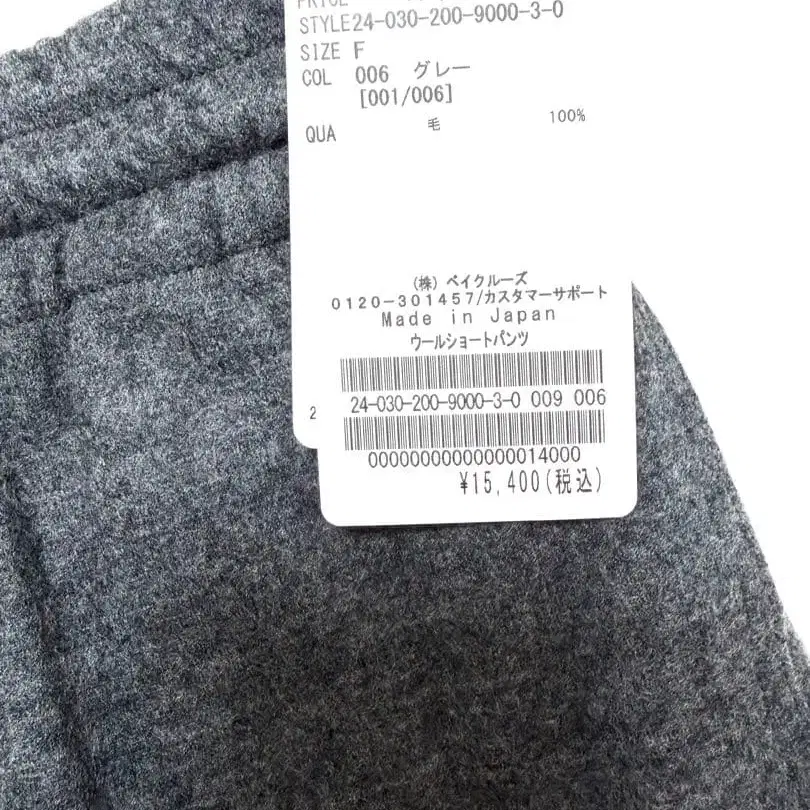 STYLE24-030-200-9000-3-0
SIZE F
COL 006 グレー
[001/006]
QUA 毛 100%
(株) ベイクルーズ
0120-301457/カスタマーサポート
Made in Japan
ウールショートパンツ
24-030-200-9000-3-0 009 006
2
00000000000000014000
¥15,400(税込)